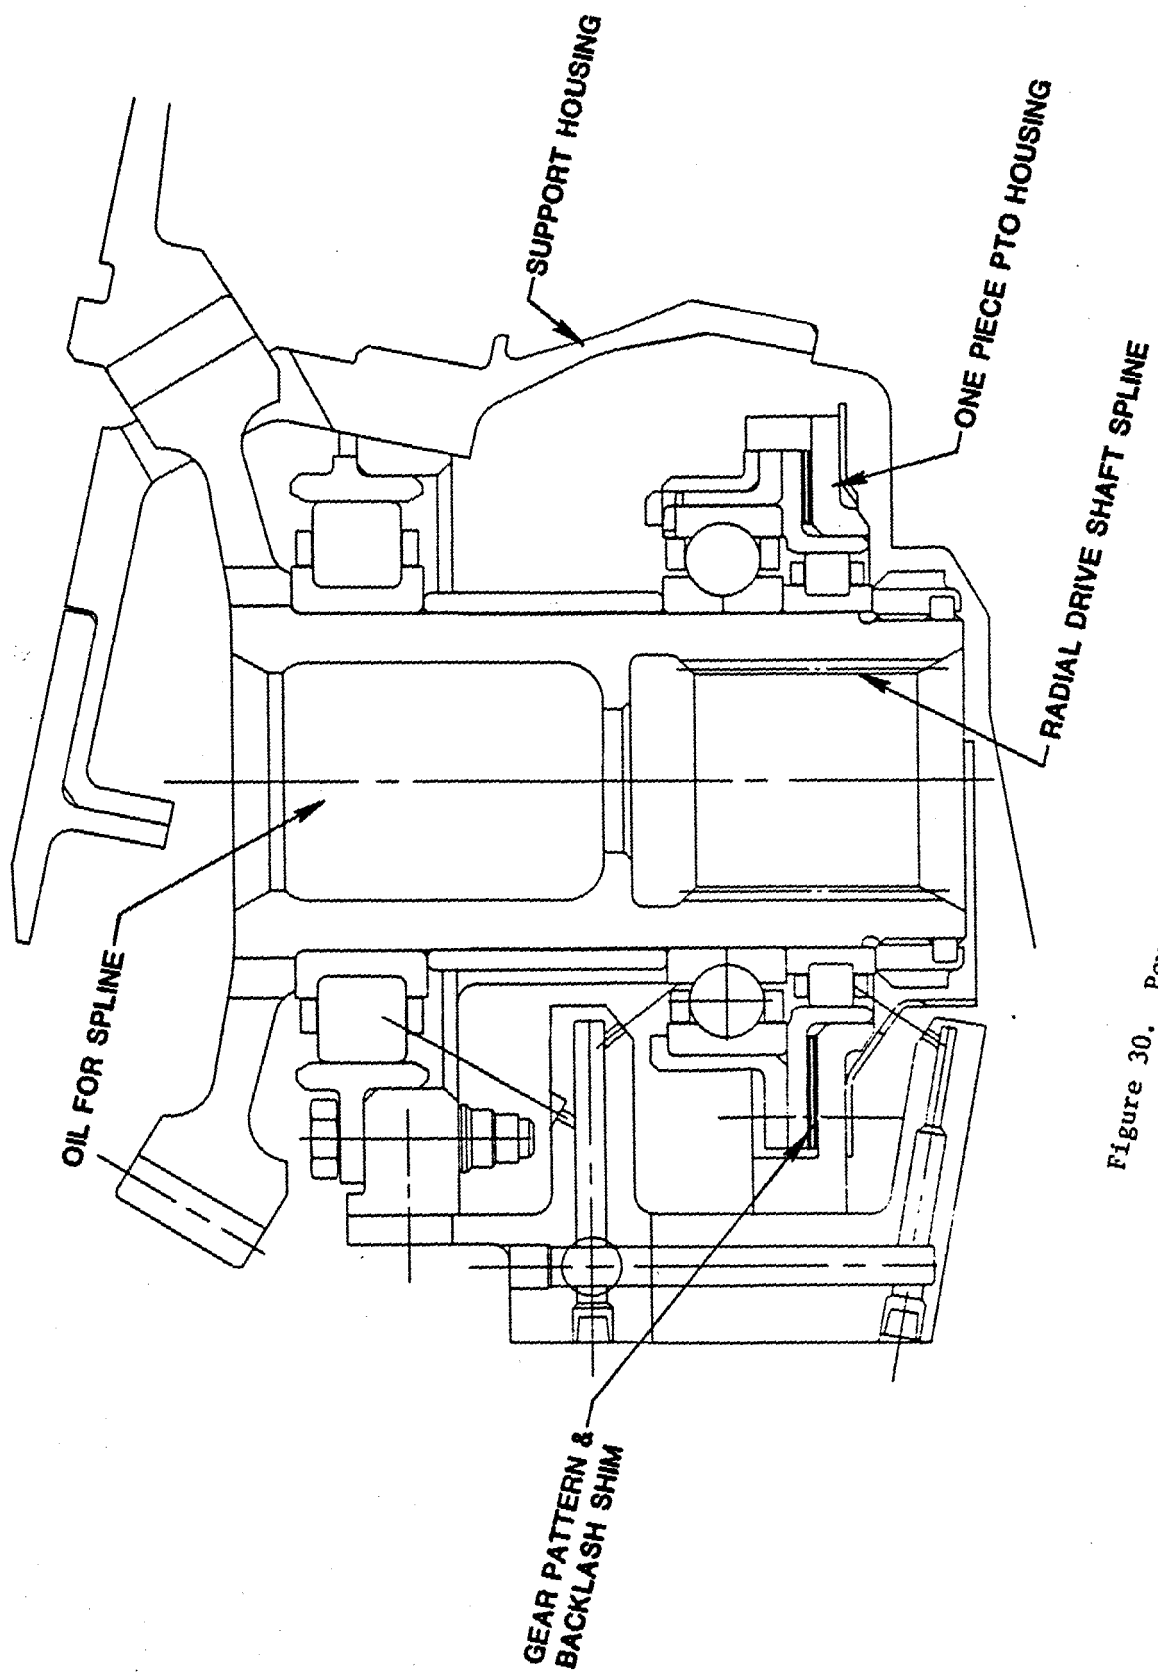 OIL FOR SPLINE
SUPPORT HOUSING
ONE PIECE PTO HOUSING
RADIAL DRIVE SHAFT SPLINE
GEAR PATTERN &
BACKLASH SHIM
Figure 30.